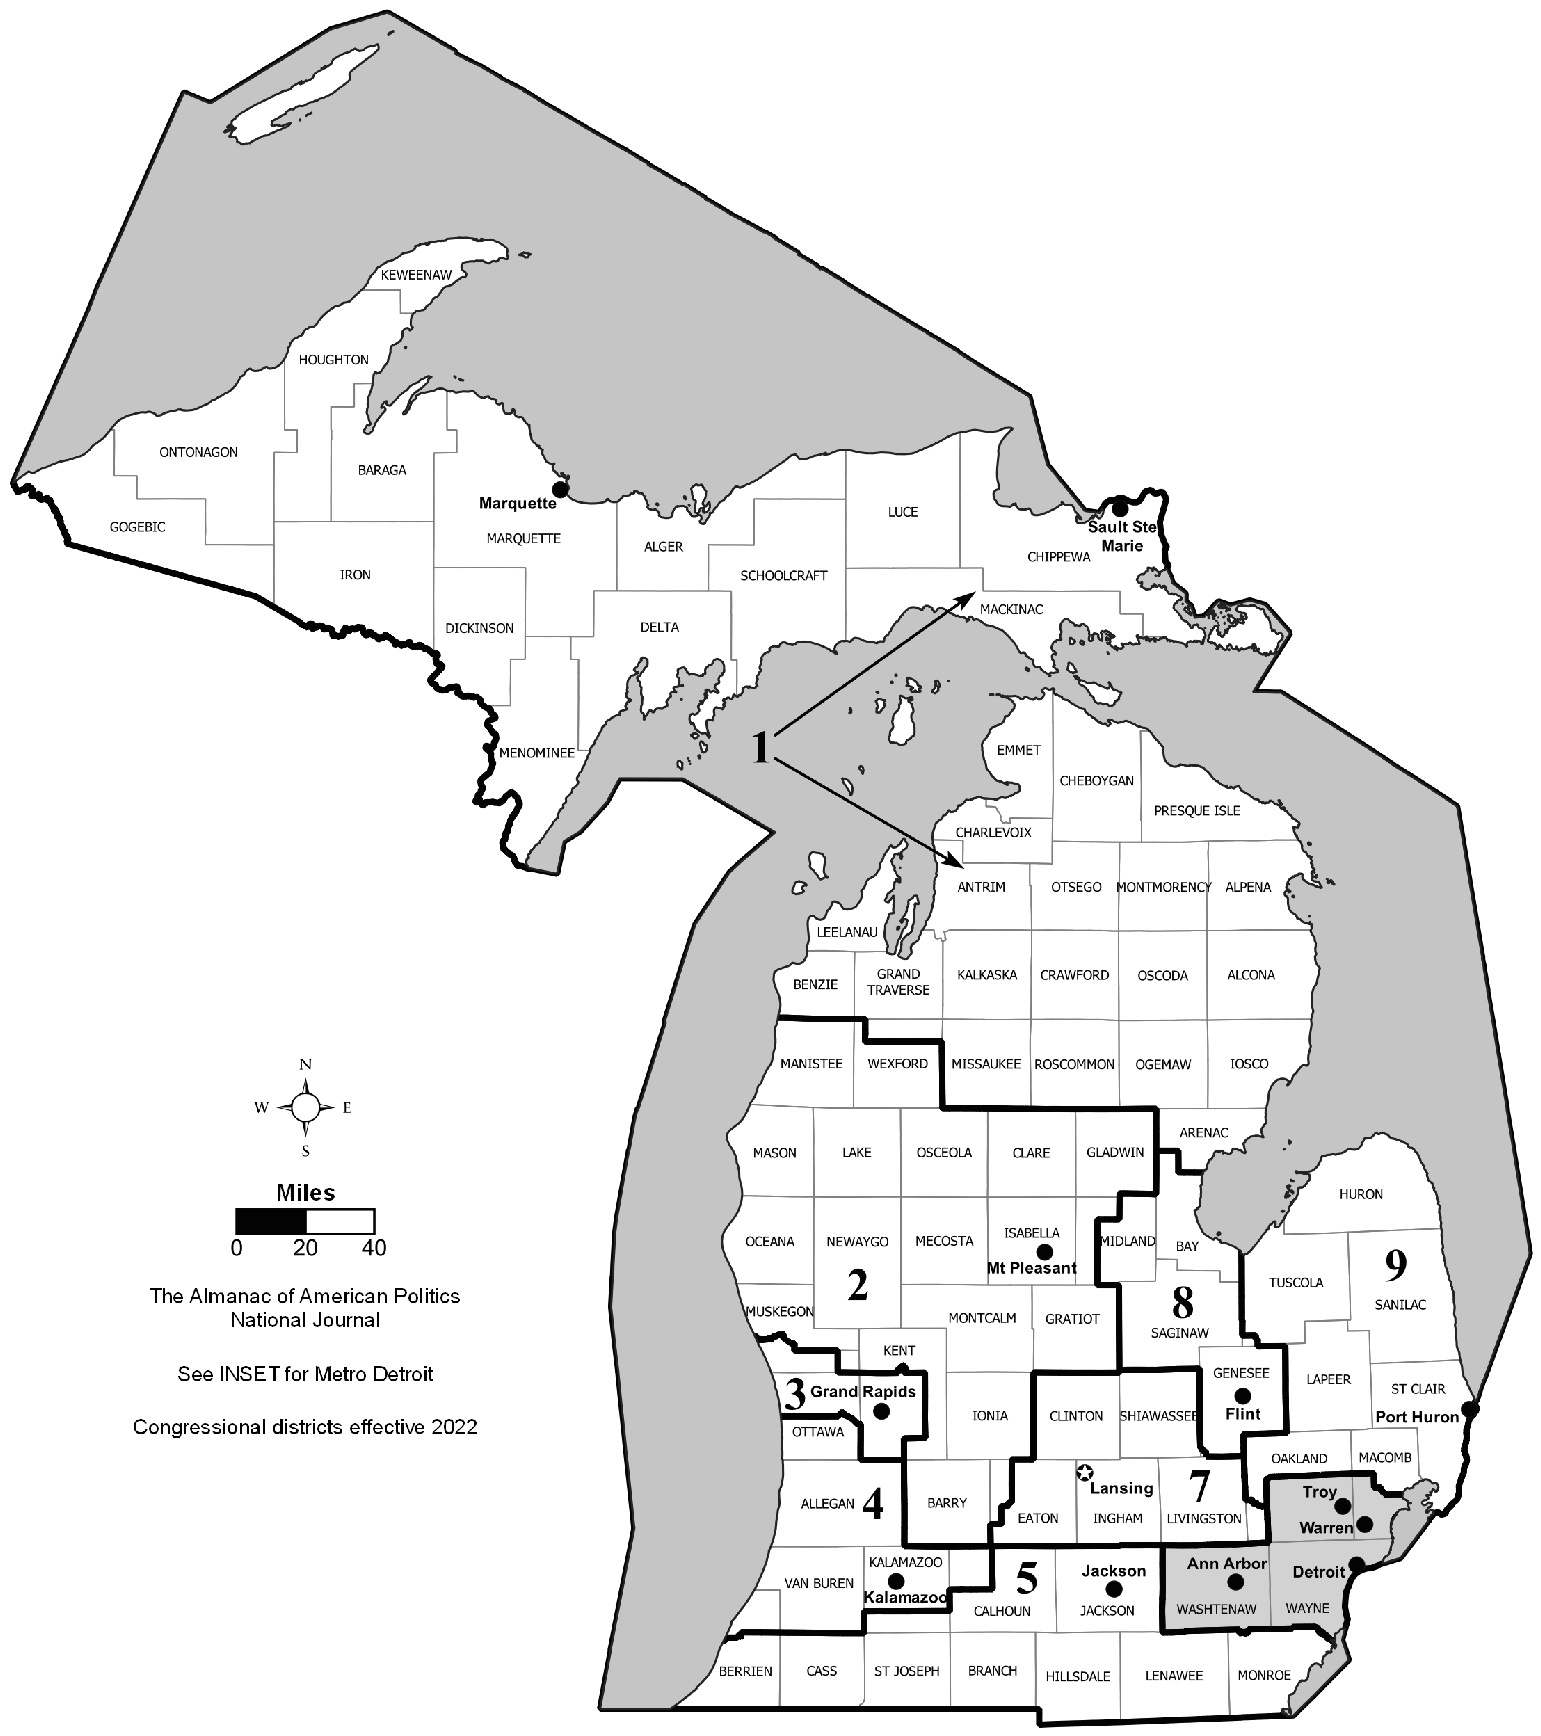 KEWEENAW
HOUGHTON
ONTONAGON
BARAGA
Marquette
GOGEBIC
MARQUETTE
LUCE
Sault Ste
Marie
ALGER
CHIPPEWA
IRON
SCHOOLCRAFT
MACKINAC
DICKINSON
DELTA
1
MENOMINEE
EMMET
CHEBOYGAN
PRESQUE ISLE
CHARLEVOIX
ANTRIM
OTSEGO
MONTMORENCY
ALPENA
LEELANAU
BENZIE
GRAND
TRAVERSE
KALKASKA
CRAWFORD
OSCODA
ALCONA
MANISTEE
WEXFORD
MISSAUKEE
ROSCOMMON
OGEMAW
IOSCO
N
W
E
S
ARENAC
MASON
LAKE
OSCEOLA
CLARE
GLADWIN
Miles
0
20
40
HURON
OCEANA
NEWAYGO
MECOSTA
ISABELLA
Mt Pleasant
MIDLAND
BAY
2
8
9
TUSCOLA
SANILAC
The Almanac of American Politics
National Journal
MUSKEGON
MONTCALM
GRATIOT
SAGINAW
KENT
See INSET for Metro Detroit
3
Grand Rapids
GENESEE
Flint
LAPEER
ST CLAIR
Port Huron
Congressional districts effective 2022
OTTAWA
IONIA
CLINTON
SHIAWASSEE
OAKLAND
MACOMB
ALLEGAN
4
BARRY
EATON
Lansing
INGHAM
7
LIVINGSTON
Troy
Warren
VAN BUREN
KALAMAZOO
Kalamazoo
5
CALHOUN
Jackson
JACKSON
Ann Arbor
WASHTENAW
Detroit
WAYNE
BERRIEN
CASS
ST JOSEPH
BRANCH
HILLSDALE
LENAWEE
MONROE